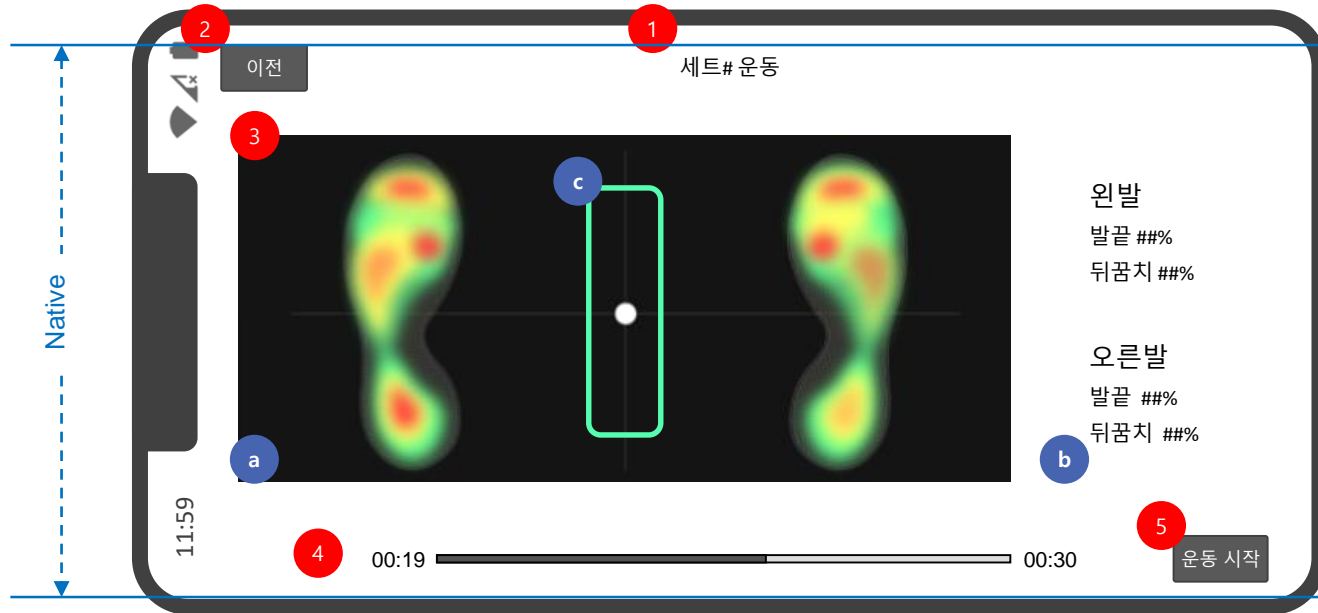 2
1
이전
세트# 운동
Native
3
c
왼발
발끝 ##%
뒤꿈치 ##%
오른발
발끝 ##%
뒤꿈치 ##%
a
b
11:59
4
00:19
00:30
5
운동 시작